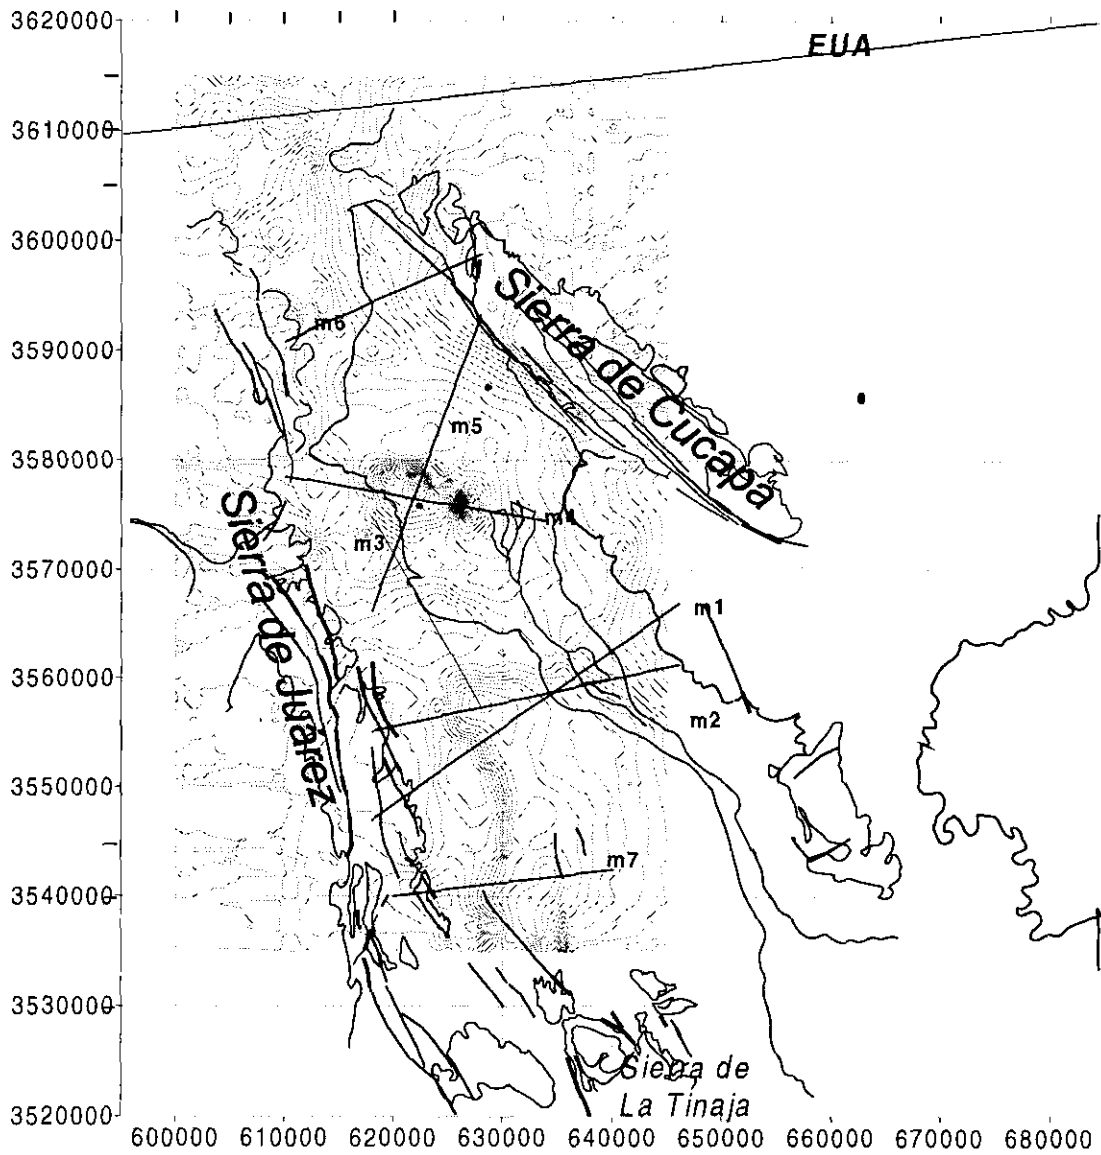 3620000
EUA
3610000
3600000
Sierra de Cucapa
m6
3590000
m5
3580000
Sierra de Juárez
m4
m3
3570000
m1
3560000
m2
3550000
m7
3540000
3530000
Sierra de
La Tinaja
3520000
600000 610000 620000 630000 640000 650000 660000 670000 680000